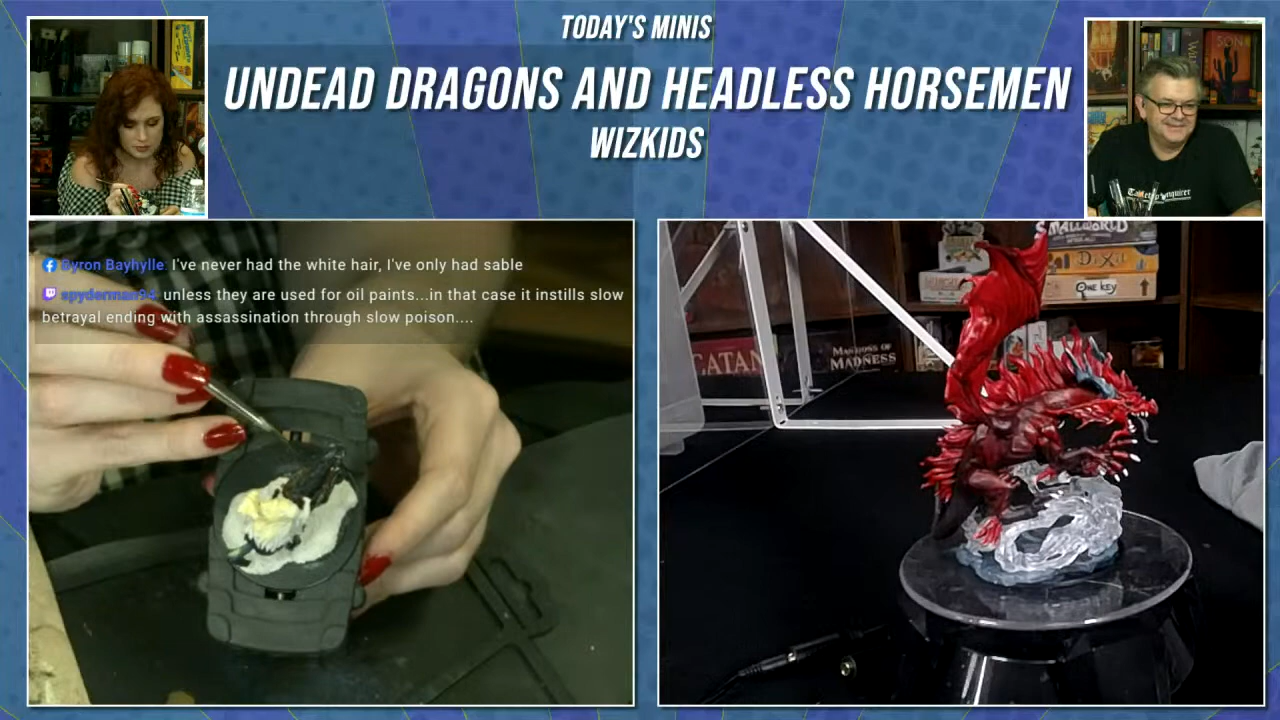 TODAY'S MINIS
UNDEAD DRAGONS AND HEADLESS HORSEMEN
WIZKIDS
SON
Byron Bayhylle: I've never had the white hair, I've only had sable
spyderman94: unless they are used for oil paints...in that case it instills slow
betrayal ending with assassination through slow poison....
SMALLWORLD
DIXIT
ONE KEY
CATAN
MANSIONS OF
MADNESS